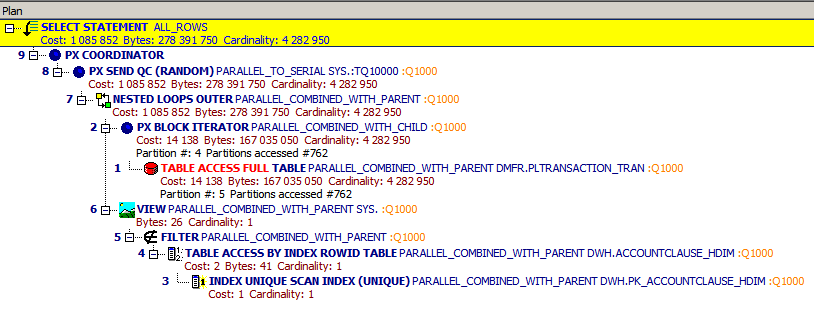 Plan
SELECT STATEMENT ALL_ROWS
Cost: 1 085 852 Bytes: 278 391 750 Cardinality: 4 282 950
9 PX COORDINATOR
8 PX SEND QC (RANDOM) PARALLEL_TO_SERIAL SYS.:TQ10000 :Q1000
Cost: 1 085 852 Bytes: 278 391 750 Cardinality: 4 282 950
7 NESTED LOOPS OUTER PARALLEL_COMBINED_WITH_PARENT :Q1000
Cost: 1 085 852 Bytes: 278 391 750 Cardinality: 4 282 950
2 PX BLOCK ITERATOR PARALLEL_COMBINED_WITH_CHILD :Q1000
Cost: 14 138 Bytes: 167 035 050 Cardinality: 4 282 950
Partition #: 4 Partitions accessed #762
1 TABLE ACCESS FULL TABLE PARALLEL_COMBINED_WITH_PARENT DMFR.PLTRANSACTION_TRAN :Q1000
Cost: 14 138 Bytes: 167 035 050 Cardinality: 4 282 950
Partition #: 5 Partitions accessed #762
6 VIEW PARALLEL_COMBINED_WITH_PARENT SYS. :Q1000
Bytes: 26 Cardinality: 1
5 FILTER PARALLEL_COMBINED_WITH_PARENT :Q1000
4 TABLE ACCESS BY INDEX ROWID TABLE PARALLEL_COMBINED_WITH_PARENT DWH.ACCOUNTCLAUSE_HDIM :Q1000
Cost: 2 Bytes: 41 Cardinality: 1
3 INDEX UNIQUE SCAN INDEX (UNIQUE) PARALLEL_COMBINED_WITH_PARENT DWH.PK_ACCOUNTCLAUSE_HDIM :Q1000
Cost: 1 Cardinality: 1